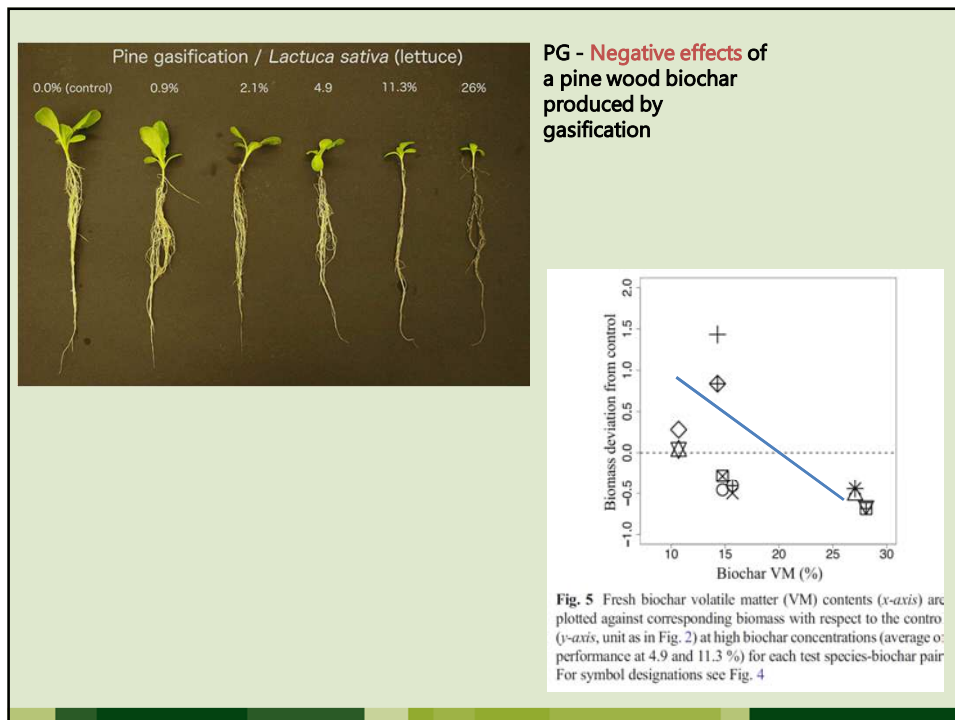 Pine gasification / Lactuca sativa (lettuce)
0.0% (control) 0.9% 2.1% 4.9 11.3% 26%
PG - Negative effects of
a pine wood biochar
produced by
gasification
Biomass deviation from control
2.0
1.5
1.0
0.5
0.0
−0.5
−1.0
10 15 20 25 30
Biochar VM (%)
Fig. 5 Fresh biochar volatile matter (VM) contents (x-axis) are
plotted against corresponding biomass with respect to the contro
(y-axis, unit as in Fig. 2) at high biochar concentrations (average o
performance at 4.9 and 11.3 %) for each test species-biochar pair
For symbol designations see Fig. 4